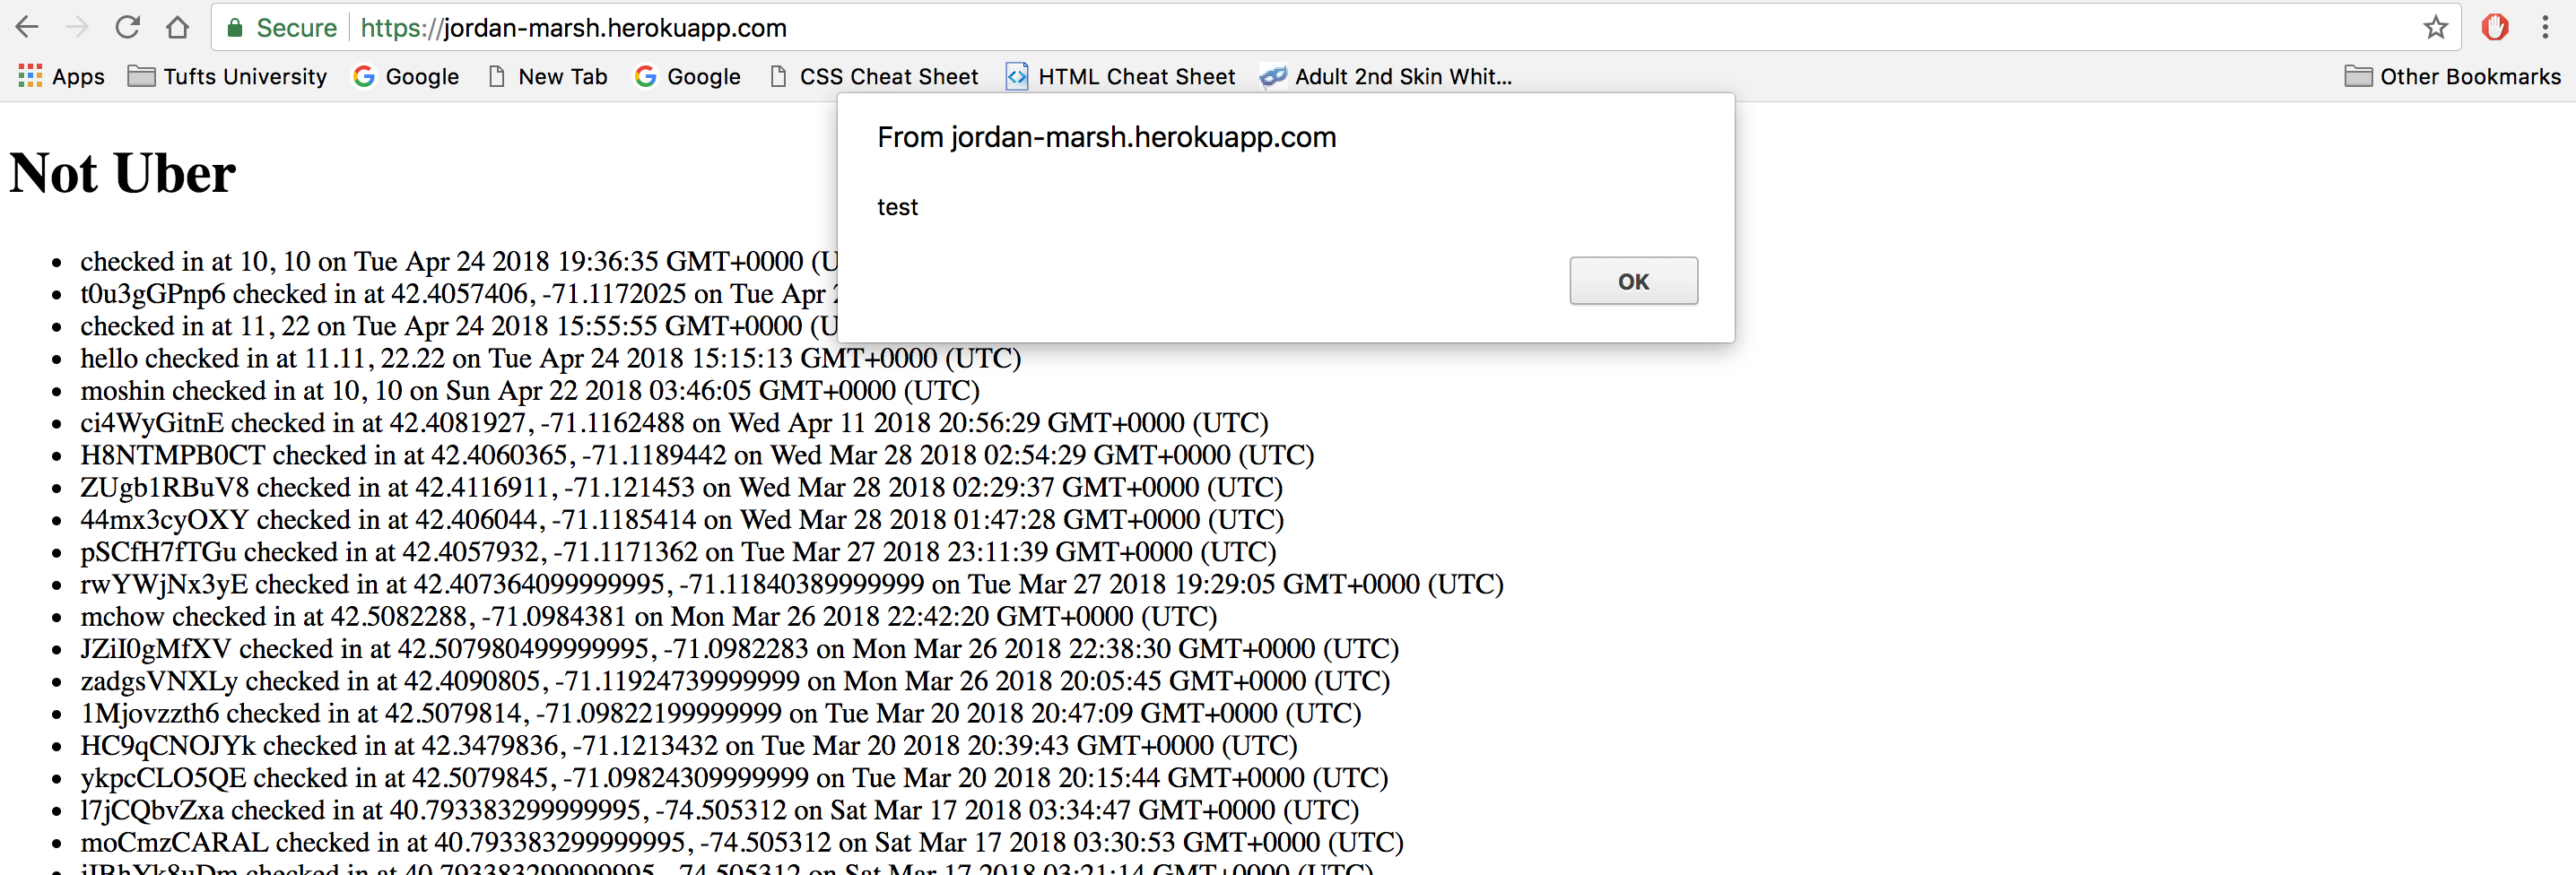 Secure https://jordan-marsh.herokuapp.com
Apps Tufts University Google New Tab Google CSS Cheat Sheet HTML Cheat Sheet Adult 2nd Skin Whit... Other Bookmarks
From jordan-marsh.herokuapp.com
test
OK
Not Uber
checked in at 10, 10 on Tue Apr 24 2018 19:36:35 GMT+0000 (U
t0u3gGPnp6 checked in at 42.4057406, -71.1172025 on Tue Apr
checked in at 11, 22 on Tue Apr 24 2018 15:55:55 GMT+0000 (U
hello checked in at 11.11, 22.22 on Tue Apr 24 2018 15:15:13 GMT+0000 (UTC)
moshin checked in at 10, 10 on Sun Apr 22 2018 03:46:05 GMT+0000 (UTC)
ci4WyGitnE checked in at 42.4081927, -71.1162488 on Wed Apr 11 2018 20:56:29 GMT+0000 (UTC)
H8NTMPB0CT checked in at 42.4060365, -71.1189442 on Wed Mar 28 2018 02:54:29 GMT+0000 (UTC)
ZUgb1RBuV8 checked in at 42.4116911, -71.121453 on Wed Mar 28 2018 02:29:37 GMT+0000 (UTC)
44mx3cyOXY checked in at 42.406044, -71.1185414 on Wed Mar 28 2018 01:47:28 GMT+0000 (UTC)
pSCfH7fTGu checked in at 42.4057932, -71.1171362 on Tue Mar 27 2018 23:11:39 GMT+0000 (UTC)
rwYWjNx3yE checked in at 42.407364099999995, -71.11840389999999 on Tue Mar 27 2018 19:29:05 GMT+0000 (UTC)
mchow checked in at 42.5082288, -71.0984381 on Mon Mar 26 2018 22:42:20 GMT+0000 (UTC)
JZiI0gMfXV checked in at 42.507980499999995, -71.0982283 on Mon Mar 26 2018 22:38:30 GMT+0000 (UTC)
zadgsVNXLy checked in at 42.4090805, -71.11924739999999 on Mon Mar 26 2018 20:05:45 GMT+0000 (UTC)
1Mjovzzth6 checked in at 42.5079814, -71.09822199999999 on Tue Mar 20 2018 20:47:09 GMT+0000 (UTC)
HC9qCNOJYk checked in at 42.3479836, -71.1213432 on Tue Mar 20 2018 20:39:43 GMT+0000 (UTC)
ykpcCLO5QE checked in at 42.5079845, -71.09824309999999 on Tue Mar 20 2018 20:15:44 GMT+0000 (UTC)
l7jCQbvZxa checked in at 40.793383299999995, -74.505312 on Sat Mar 17 2018 03:34:47 GMT+0000 (UTC)
moCmzCARAL checked in at 40.793383299999995, -74.505312 on Sat Mar 17 2018 03:30:53 GMT+0000 (UTC)
checked in at 40.793383299999995, -74.505312 on Sat Mar 17 2018 03:21:14 GMT+0000 (UTC)